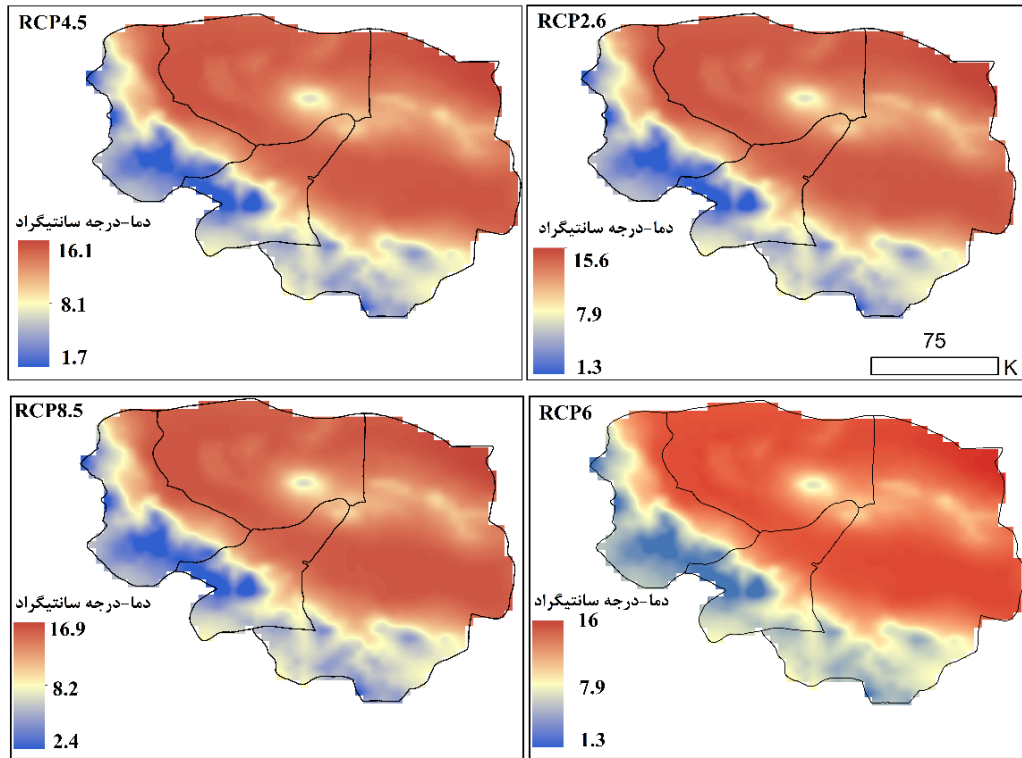 RCP4.5
دما-درجه سانتیگراد
16.1
8.1
1.7
RCP2.6
دما-درجه سانتیگراد
15.6
7.9
1.3
75
K
RCP8.5
دما-درجه سانتیگراد
16.9
8.2
2.4
RCP6
دما-درجه سانتیگراد
16
7.9
1.3